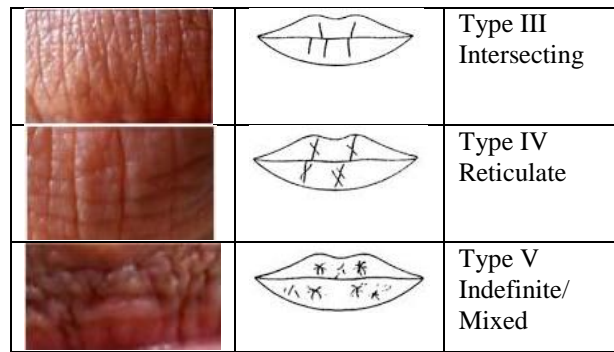 Type III
Intersecting
Type IV
Reticulate
Type V
Indefinite/
Mixed